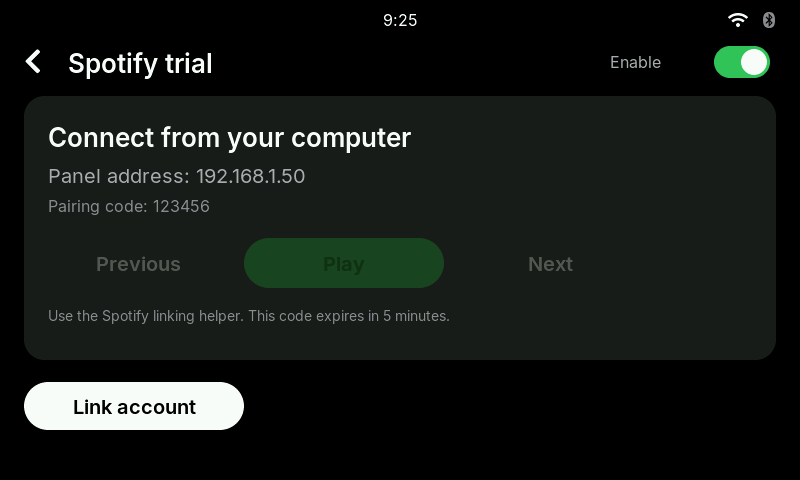 9:25
Spotify trial
Enable
Connect from your computer
Panel address: 192.168.1.50
Pairing code: 123456
Previous
Play
Next
Use the Spotify linking helper. This code expires in 5 minutes.
Link account